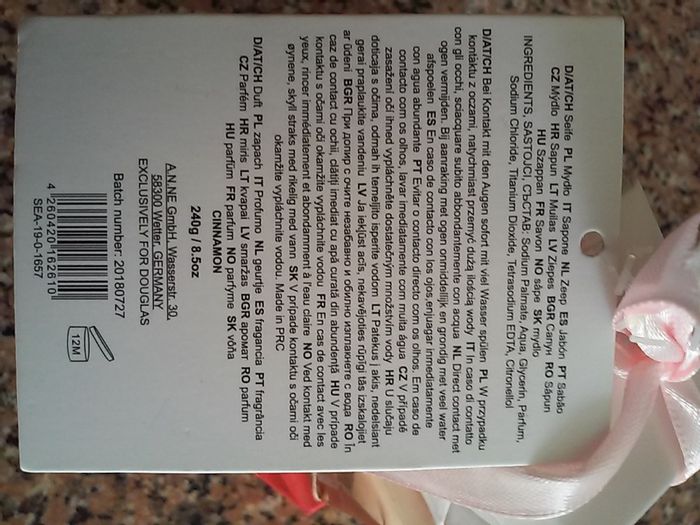 D/AT/CH Seife PL Mydło IT Sapone NL Zeep ES Jabón PT Sabão
CZ Mýdlo HR Sapun LT Muilas LV Ziepes BGR Сапун RO Săpun
HU Szappan FR Savon NO såpe SK mydlo
INGREDIENTS, SASTOJCI, СЪСТАВ: Sodium Palmate, Aqua, Glycerin, Parfum,
Sodium Chloride, Titanium Dioxide, Tetrasodium EDTA, Citronellol
D/AT/CH Bei Kontakt mit den Augen sofort mit viel Wasser spülen PL W przypadku
kontaktu z oczami, natychmiast przemyć dużą ilością wody IT In caso di contatto
con gli occhi, sciacquare subito abbondantemente con acqua NL Direct contact met
ogen vermijden. Bij aanraking met ogen onmiddellijk en grondig met veel water
afspoelen ES En caso de contacto con los ojos, enjuagar inmediatamente
con agua abundante PT Evitar o contacto directo com os olhos. Em caso de
contacto com os olhos, lavar imediatamente com muita água CZ V případě
zasažení očí ihned vypláchněte dostatečným množstvím vody HR U slučaju
doticaja s očima, odmah ih temeljito isperite vodom LT Patekus į akis, nedelsiant
gerai praplaukite vandeniu LV Ja iekļūst acīs, nekavējoties rūpīgi tās izskalojiet
ar ūdeni BGR При допир с очите незабавно и обилно изплакнете с вода RO În
caz de contact cu ochii, clătiți imediat cu apă curată din abundență HU V prípade
kontaktu s očami oči okamžite vypláchnite vodou FR En cas de contact avec les
yeux, rincer immédiatement et abondamment à l'eau claire NO Ved kontakt med
øynene, skyll straks med rikelig med vann SK V prípade kontaktu s očami oči
okamžite vypláchnite vodou. Made in PRC
D/AT/CH Duft PL zapach IT Profumo NL geurtje ES fragancia PT fragrância
CZ Parfém HR miris LT kvapai LV smaržas BGR аромат RO parfum
HU parfüm FR parfum NO parfyme SK vôňa
CINNAMON
240g / 8.5oz
A.N.NE GmbH, Wasserstr. 30,
58300 Wetter, GERMANY
EXCLUSIVELY FOR DOUGLAS
Batch number: 20180727
4 260420 162610
SEA-19-0-1657
12M